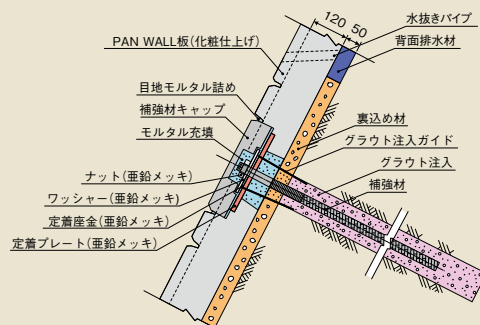 120 50
水抜きパイプ
PAN WALL板(化粧仕上げ)
背面排水材
目地モルタル詰め
補強材キャップ
裏込め材
モルタル充填
グラウト注入ガイド
グラウト注入
ナット(亜鉛メッキ)
補強材
ワッシャー(亜鉛メッキ)
定着座金(亜鉛メッキ)
定着プレート(亜鉛メッキ)